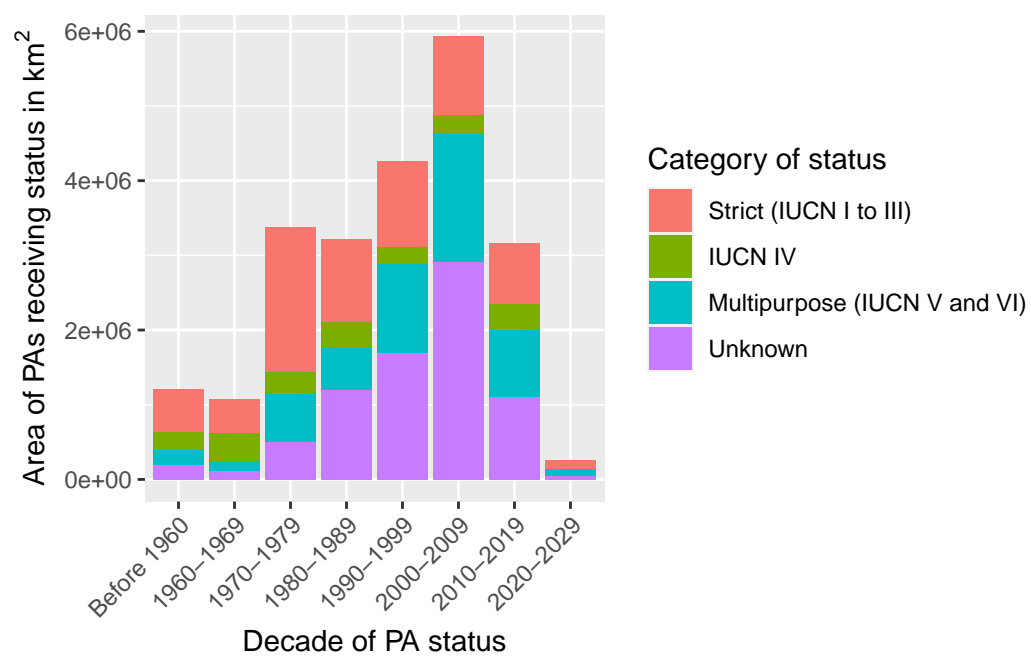 Area of PAs receiving status in km²
6e+06
4e+06
2e+06
0e+00
Before 1960
1960−1969
1970−1979
1980−1989
1990−1999
2000−2009
2010−2019
2020−2029
Decade of PA status
Category of status
Strict (IUCN I to III)
IUCN IV
Multipurpose (IUCN V and VI)
Unknown